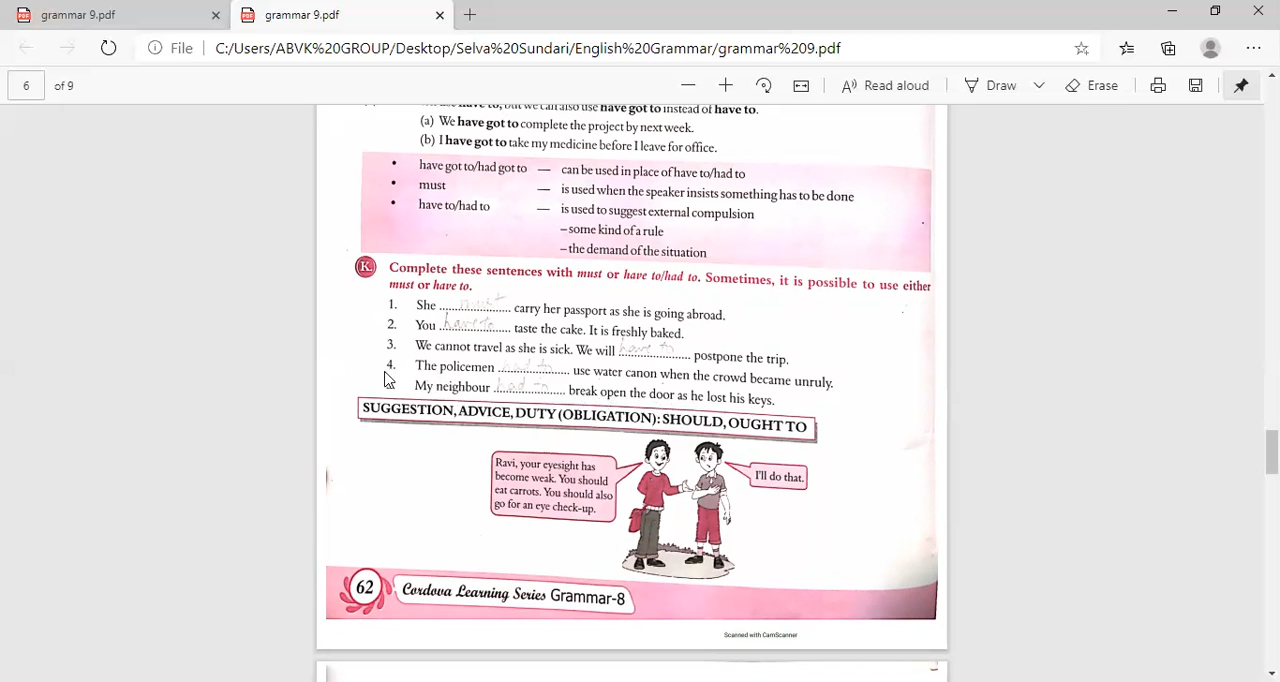 grammar 9.pdf
grammar 9.pdf
File
C:/Users/ABVK%20GROUP/Desktop/Selva%20Sundari/English%20Grammar/grammar%209.pdf
6
of 9
Read aloud
Draw
Erase
have to, but we can also use have got to instead of have to.
(a) We have got to complete the project by next week.
(b) I have got to take my medicine before I leave for office.
• have got to/had got to — can be used in place of have to/had to
• must — is used when the speaker insists something has to be done
• have to/had to — is used to suggest external compulsion
– some kind of a rule
– the demand of the situation
K. Complete these sentences with must or have to/had to. Sometimes, it is possible to use either
must or have to.
1. She must carry her passport as she is going abroad.
2. You have to taste the cake. It is freshly baked.
3. We cannot travel as she is sick. We will have to postpone the trip.
4. The policemen had to use water canon when the crowd became unruly.
My neighbour had to break open the door as he lost his keys.
SUGGESTION, ADVICE, DUTY (OBLIGATION): SHOULD, OUGHT TO
Ravi, your eyesight has
become weak. You should
eat carrots. You should also
go for an eye check-up.
I'll do that.
62
Cordova Learning Series Grammar-8
Scanned with CamScanner